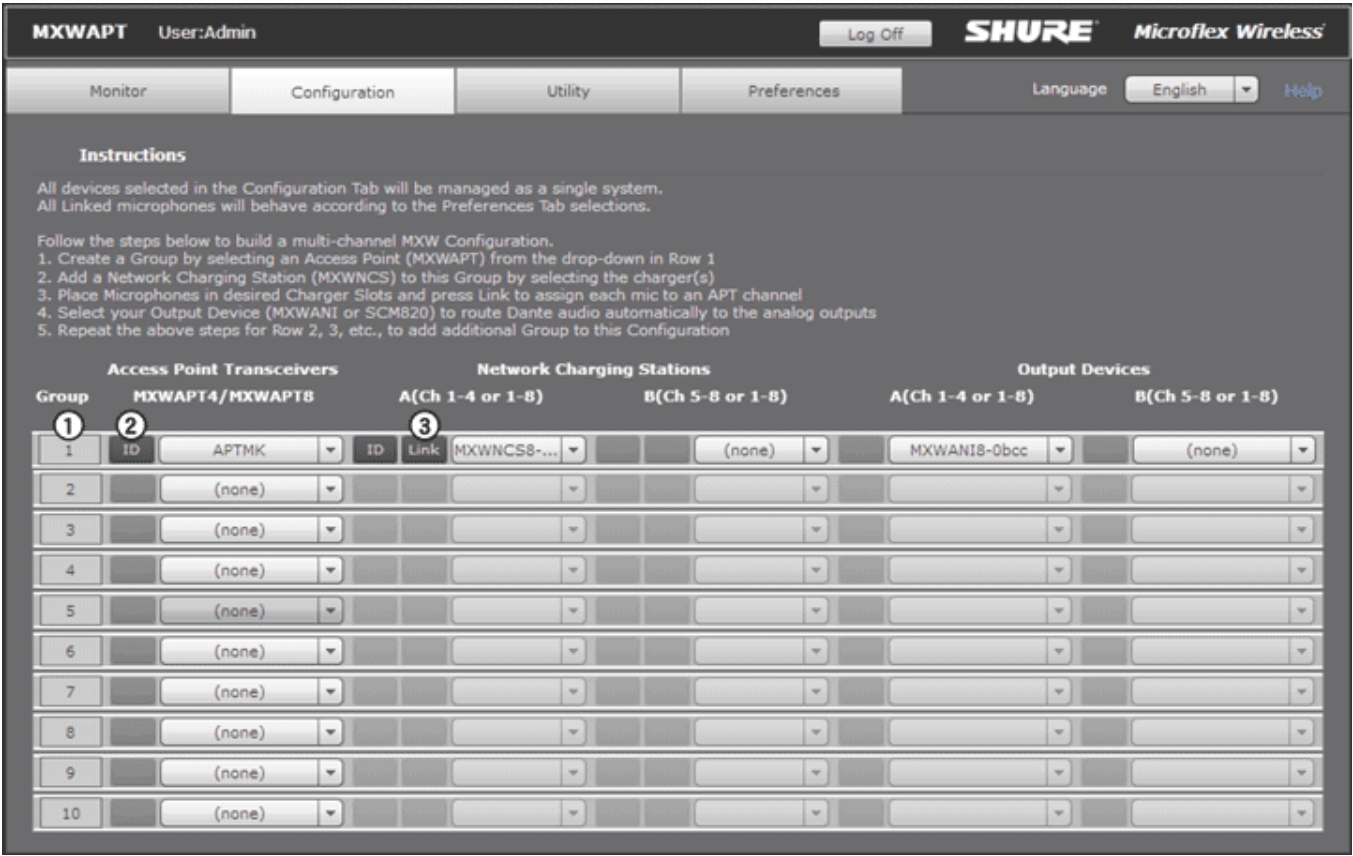 MXWAPT User:Admin Log Off SHURE Microflex Wireless
Monitor Configuration Utility Preferences Language English Help
Instructions
All devices selected in the Configuration Tab will be managed as a single system.
All Linked microphones will behave according to the Preferences Tab selections.
Follow the steps below to build a multi-channel MXW Configuration.
1. Create a Group by selecting an Access Point (MXWAPT) from the drop-down in Row 1
2. Add a Network Charging Station (MXWNCS) to this Group by selecting the charger(s)
3. Place Microphones in desired Charger Slots and press Link to assign each mic to an APT channel
4. Select your Output Device (MXWANI or SCM820) to route Dante audio automatically to the analog outputs
5. Repeat the above steps for Row 2, 3, etc., to add additional Group to this Configuration
Access Point Transceivers Network Charging Stations Output Devices
Group MXWAPT4/MXWAPT8 A(Ch 1-4 or 1-8) B(Ch 5-8 or 1-8) A(Ch 1-4 or 1-8) B(Ch 5-8 or 1-8)
1 2 3
1 ID APTMK ID Link MXWNCS8-... (none) MXWANI8-0bcc (none)
2 (none)
3 (none)
4 (none)
5 (none)
6 (none)
7 (none)
8 (none)
9 (none)
10 (none)